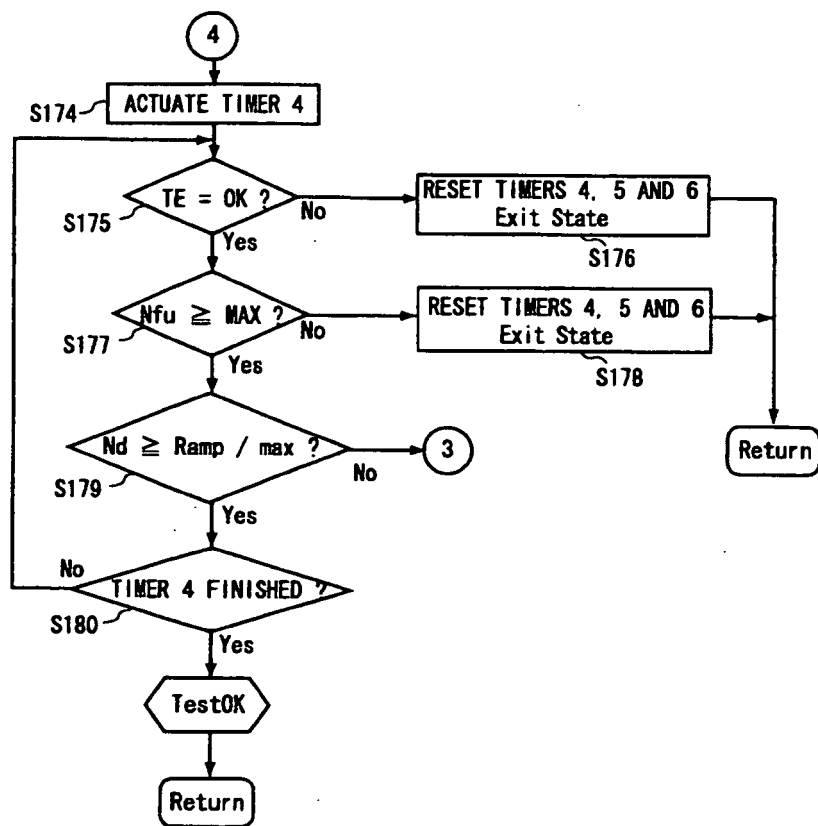 4
S174
ACTUATE TIMER 4
TE = OK ?
No
S175
Yes
RESET TIMERS 4, 5 AND 6
Exit State
S176
Nfu ≧ MAX ?
No
S177
Yes
RESET TIMERS 4, 5 AND 6
Exit State
S178
Nd ≧ Ramp / max ?
No
S179
Yes
3
Return
No
TIMER 4 FINISHED ?
S180
Yes
TestOK
Return